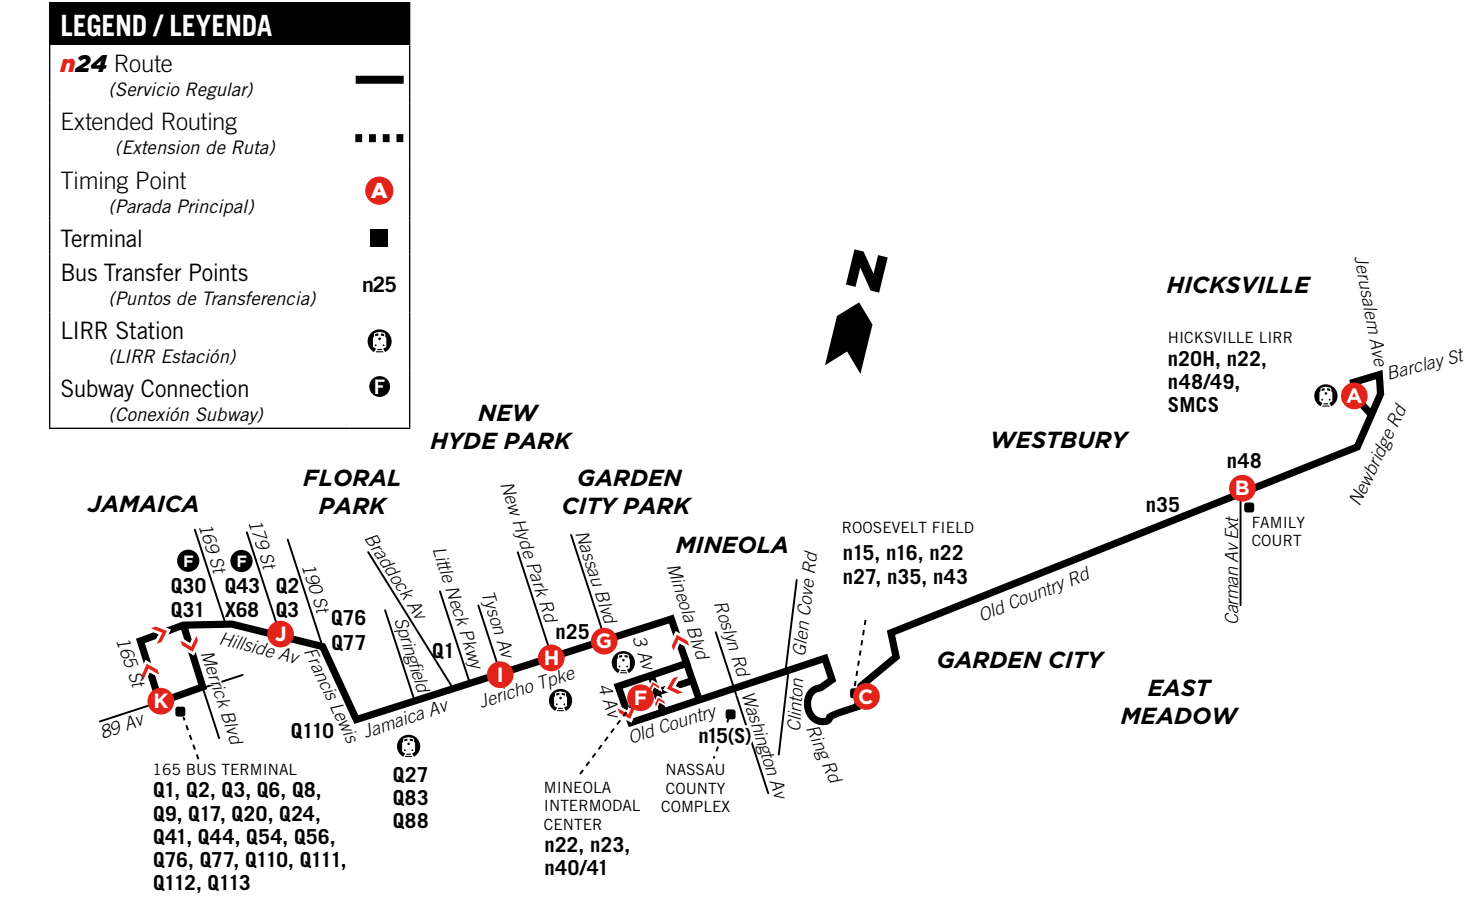 LEGEND / LEYENDA
n24 Route
(Servicio Regular)
Extended Routing
(Extension de Ruta)
Timing Point
(Parada Principal)
A
Terminal
Bus Transfer Points
(Puntos de Transferencia)
n25
LIRR Station
(LIRR Estación)
Subway Connection
(Conexión Subway)
F
N
HICKSVILLE
HICKSVILLE LIRR
n20H, n22,
n48/49,
SMCS
Jerusalem Ave
Barclay St
A
Newbridge Rd
WESTBURY
n48
B
n35
FAMILY
COURT
Carman Av Ext
Old Country Rd
GARDEN CITY
EAST
MEADOW
ROOSEVELT FIELD
n15, n16, n22
n27, n35, n43
C
Ring Rd
Glen Cove Rd
Clinton
Roslyn Rd
Washington Av
MINEOLA
Mineola Blvd
n15(S)
NASSAU
COUNTY
COMPLEX
Old Country
3 Av
4 Av
F
MINEOLA
INTERMODAL
CENTER
n22, n23,
n40/41
GARDEN
CITY PARK
Nassau Blvd
G
n25
NEW
HYDE PARK
New Hyde Park Rd
H
Jericho Tpke
Tyson Av
I
Little Neck Pkwy
Q1
FLORAL
PARK
Braddock Av
Springfield
Jamaica Av
Q27
Q83
Q88
Q110
Francis Lewis
Q76
Q77
190 St
Q2
Q3
JAMAICA
169 St
179 St
F
F
Q30
Q31
Q43
X68
J
Hillside Av
165 St
Merrick Blvd
K
89 Av
165 BUS TERMINAL
Q1, Q2, Q3, Q6, Q8,
Q9, Q17, Q20, Q24,
Q41, Q44, Q54, Q56,
Q76, Q77, Q110, Q111,
Q112, Q113